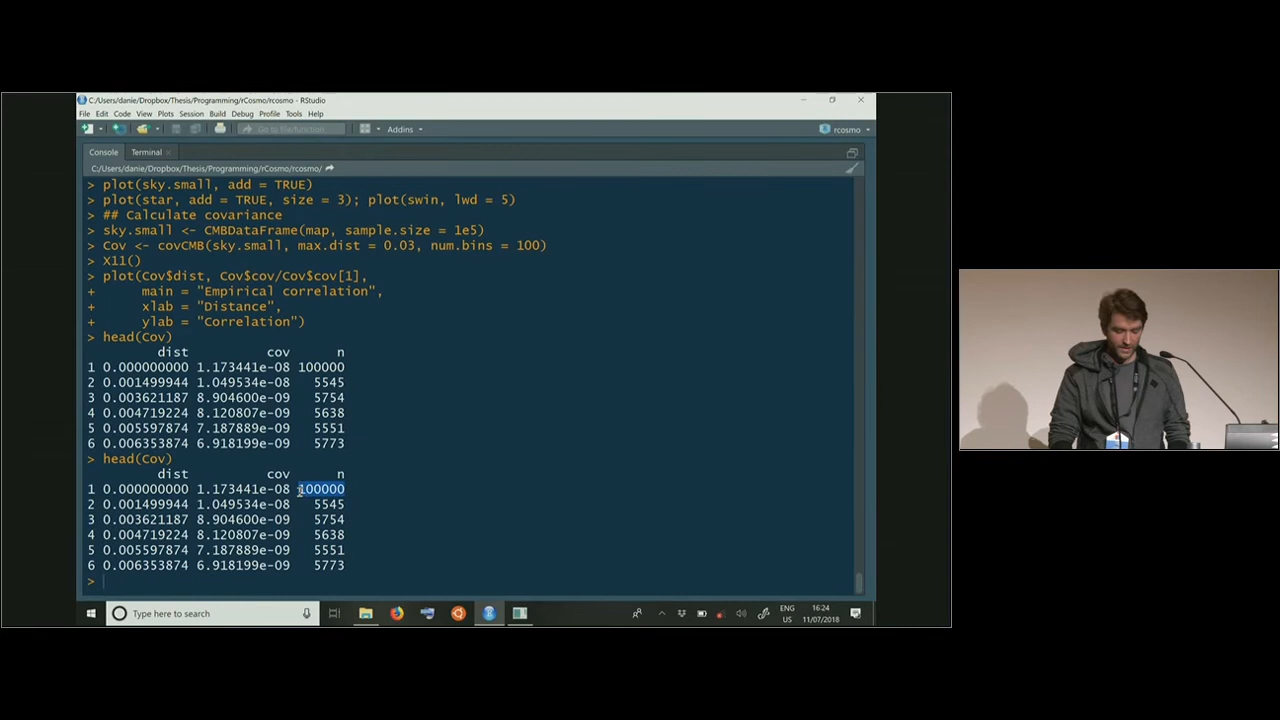 C:/Users/danie/Dropbox/Thesis/Programming/rCosmo/rcosmo - RStudio
File Edit Code View Plots Session Build Debug Profile Tools Help
Go to file/function
Addins
rcosmo
Console Terminal
C:/Users/danie/Dropbox/Thesis/Programming/rCosmo/rcosmo/
> plot(sky.small, add = TRUE)
> plot(star, add = TRUE, size = 3); plot(swin, lwd = 5)
> ## Calculate covariance
> sky.small <- CMBDataFrame(map, sample.size = 1e5)
> Cov <- covCMB(sky.small, max.dist = 0.03, num.bins = 100)
> X11()
> plot(Cov$dist, Cov$cov/Cov$cov[1],
+ main = "Empirical correlation",
+ xlab = "Distance",
+ ylab = "Correlation")
> head(Cov)
dist cov n
1 0.000000000 1.173441e-08 100000
2 0.001499944 1.049534e-08 5545
3 0.003621187 8.904600e-09 5754
4 0.004719224 8.120807e-09 5638
5 0.005597874 7.187889e-09 5551
6 0.006353874 6.918199e-09 5773
> head(Cov)
dist cov n
1 0.000000000 1.173441e-08 100000
2 0.001499944 1.049534e-08 5545
3 0.003621187 8.904600e-09 5754
4 0.004719224 8.120807e-09 5638
5 0.005597874 7.187889e-09 5551
6 0.006353874 6.918199e-09 5773
>
Type here to search
ENG
US
16:24
11/07/2018